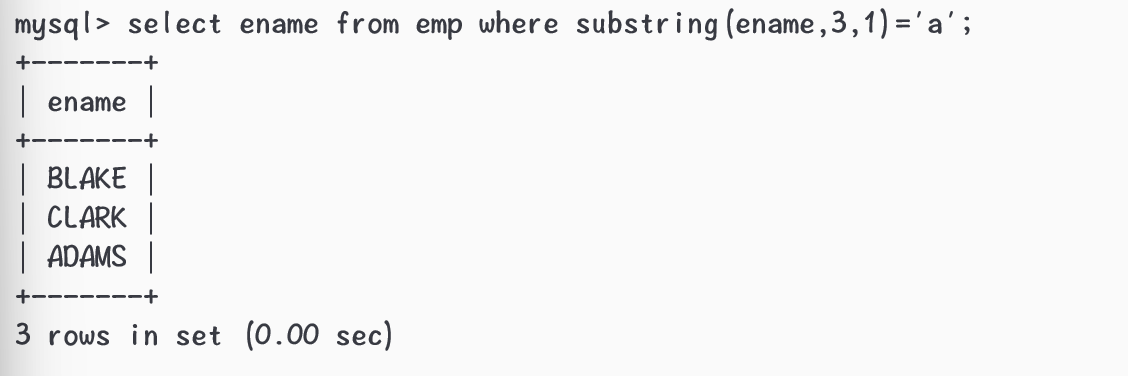 mysql> select ename from emp where substring(ename,3,1)='a';
+-------+
| ename |
+-------+
| BLAKE |
| CLARK |
| ADAMS |
+-------+
3 rows in set (0.00 sec)